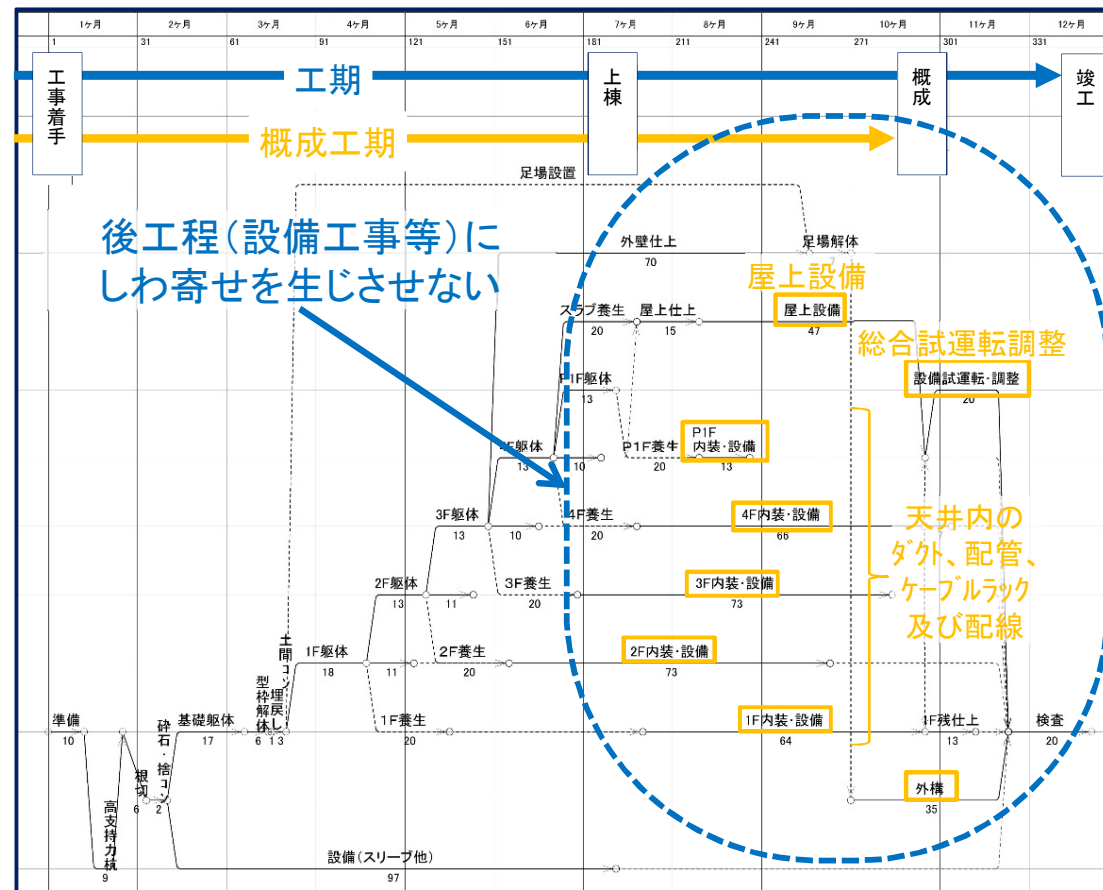 1ヶ月 2ヶ月 3ヶ月 4ヶ月 5ヶ月 6ヶ月 7ヶ月 8ヶ月 9ヶ月 10ヶ月 11ヶ月 12ヶ月
1 31 61 91 121 151 181 211 241 271 301 331
工事着手
工期
上棟
概成
竣工
概成工期
足場設置
後工程(設備工事等)に
しわ寄せを生じさせない
外壁仕上
70
足場解体
7
屋上設備
スラブ養生
20
屋上仕上
15
屋上設備
47
総合試運転調整
設備試運転・調整
20
P1F躯体
13
4F躯体
13
10
P1F養生
20
P1F
内装・設備
13
3F躯体
13
10
4F養生
20
4F内装・設備
66
7
天井内の
ダクト、配管、
ケーブルラック
及び配線
2F躯体
13
11
3F養生
20
3F内装・設備
73
1F躯体
18
11
2F養生
20
2F内装・設備
73
準備
10
高支持力杭
9
根切
6
砕石・捨コン
2
基礎躯体
17
型枠解体
6
埋戻し
1
土間コン
3
1F養生
20
1F内装・設備
64
1F残仕上
13
検査
20
外構
35
設備(スリーブ他)
97